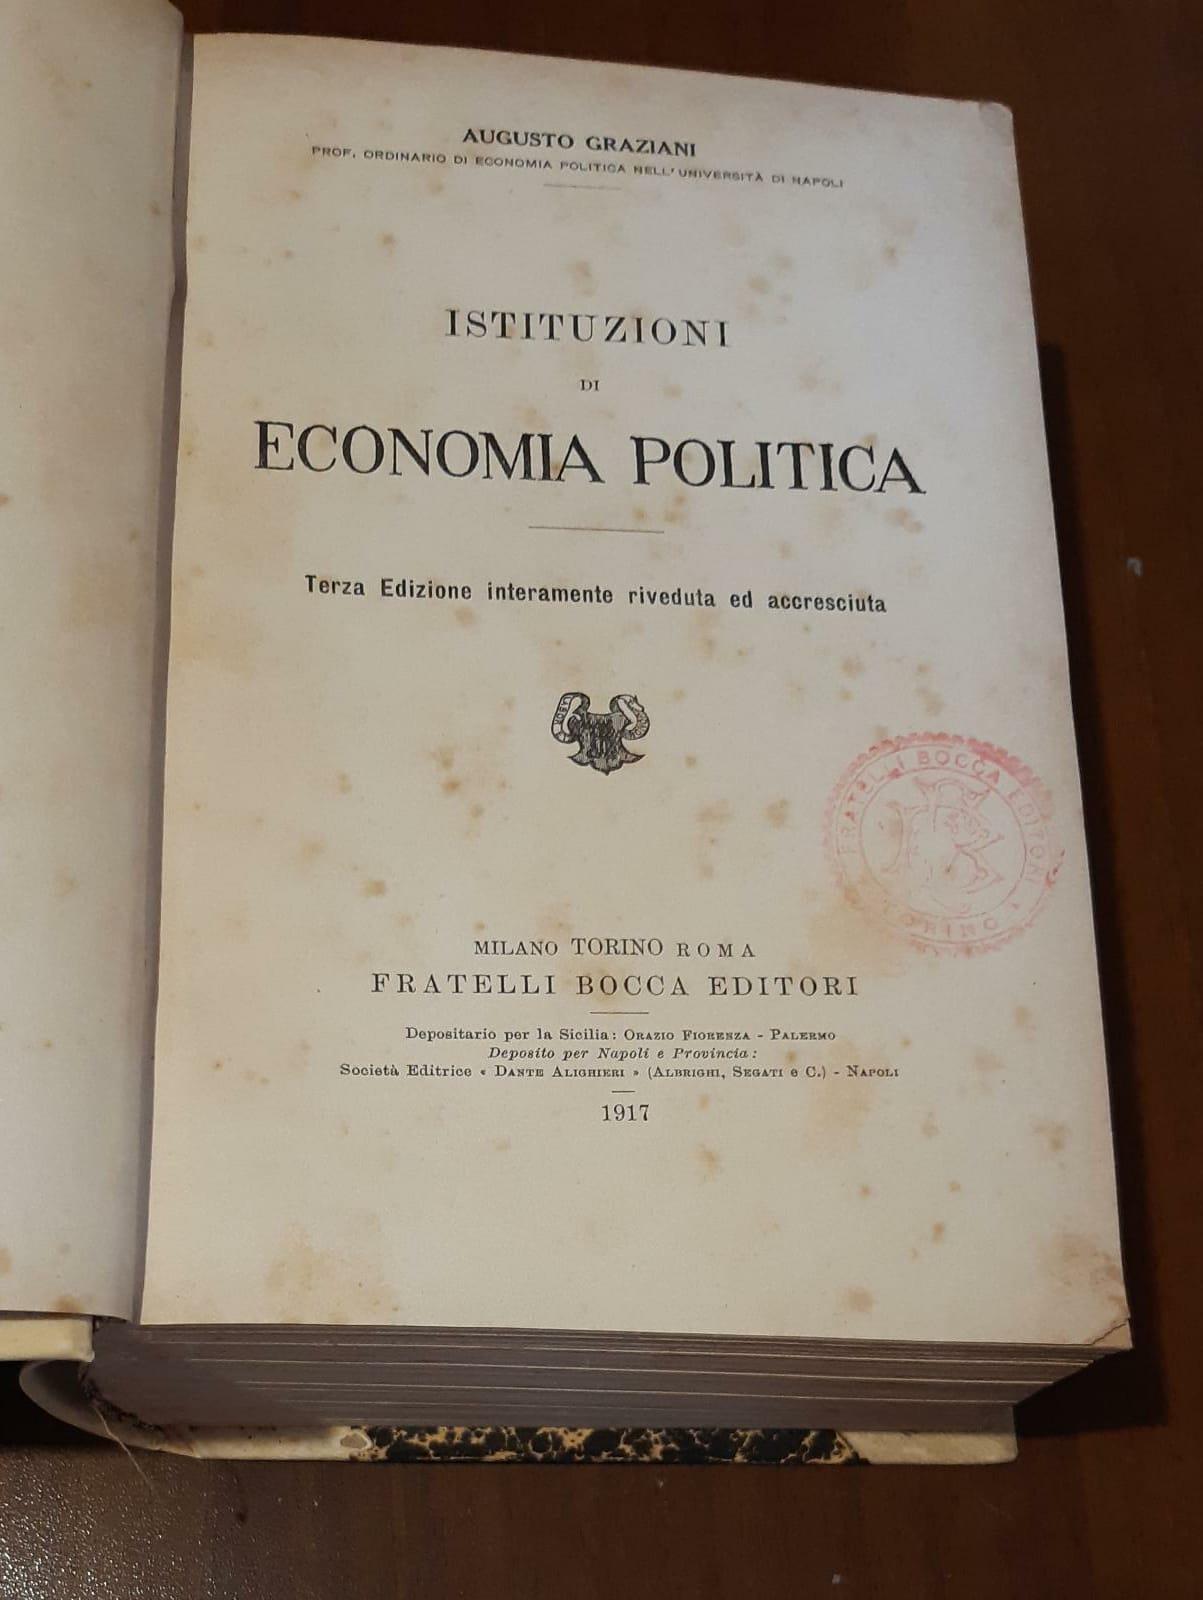 AUGUSTO GRAZIANI
PROF. ORDINARIO DI ECONOMIA POLITICA NELL'UNIVERSITÀ DI NAPOLI
ISTITUZIONI
DI
ECONOMIA POLITICA
Terza Edizione interamente riveduta ed accresciuta
LABOR
FRATELLI BOCCA EDITORI
TORINO
MILANO TORINO ROMA
FRATELLI BOCCA EDITORI
Depositario per la Sicilia: ORAZIO FIORENZA - PALERMO
Deposito per Napoli e Provincia:
Società Editrice « DANTE ALIGHIERI » (ALBRIGHI, SEGATI e C.) - NAPOLI
1917